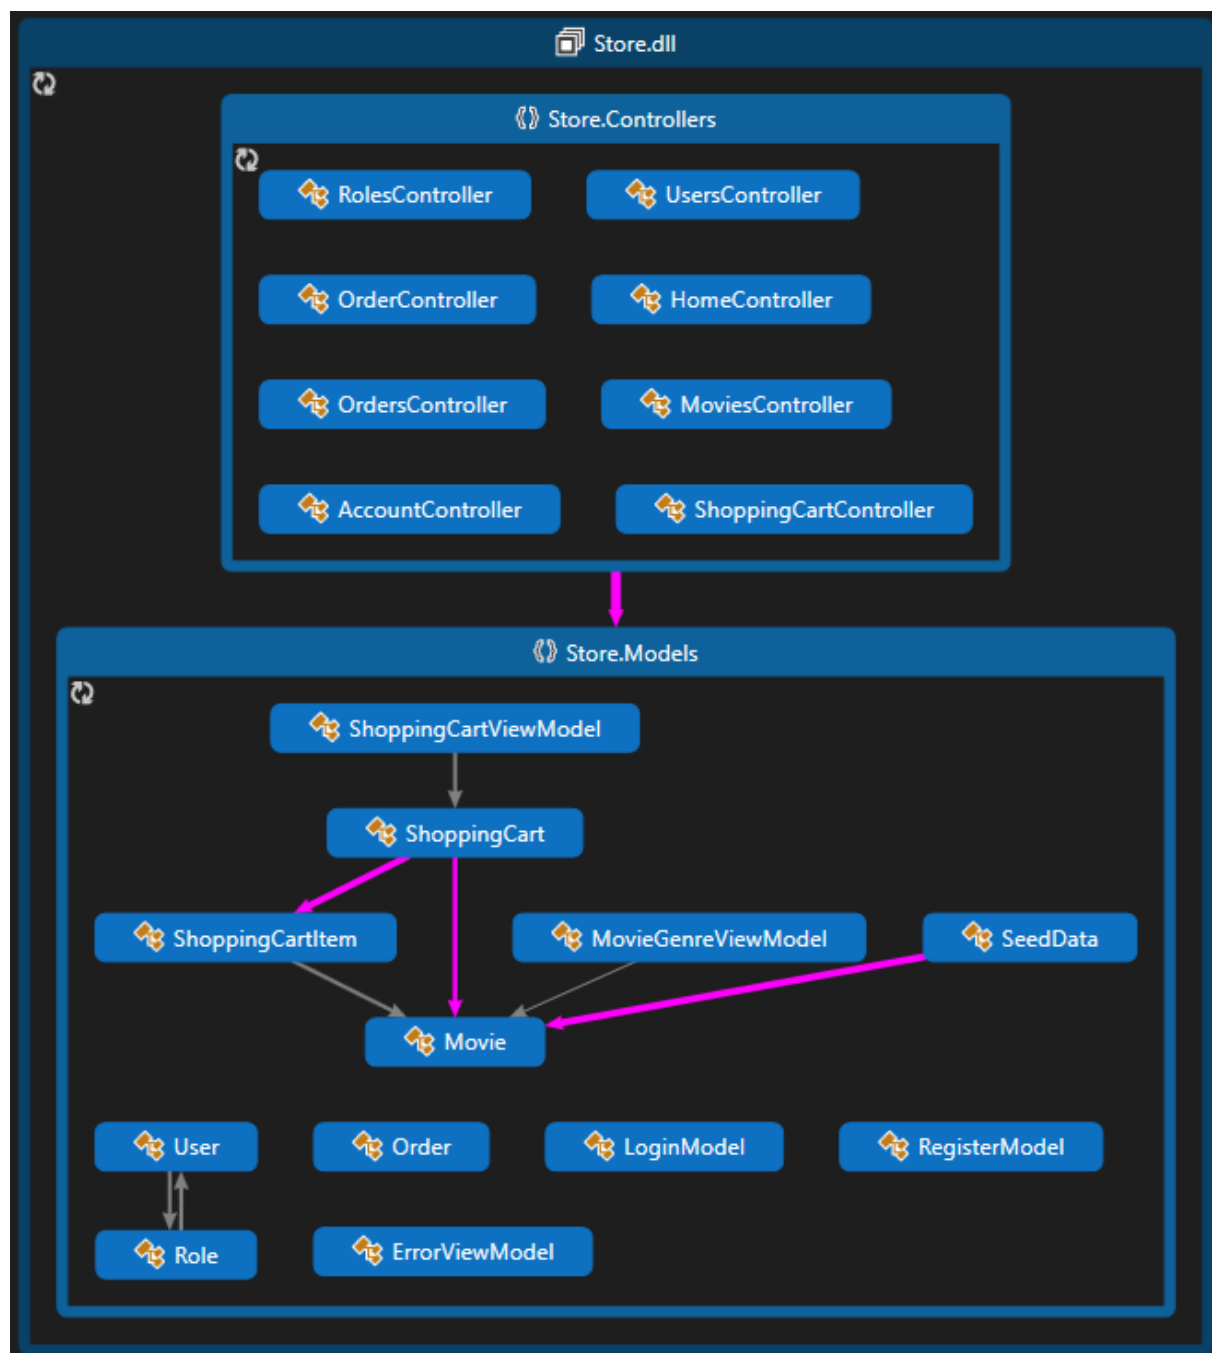 Store.dll
Store.Controllers
RolesController
UsersController
OrderController
HomeController
OrdersController
MoviesController
AccountController
ShoppingCartController
Store.Models
ShoppingCartViewModel
ShoppingCart
ShoppingCartItem
MovieGenreViewModel
SeedData
Movie
User
Order
LoginModel
RegisterModel
Role
ErrorViewModel